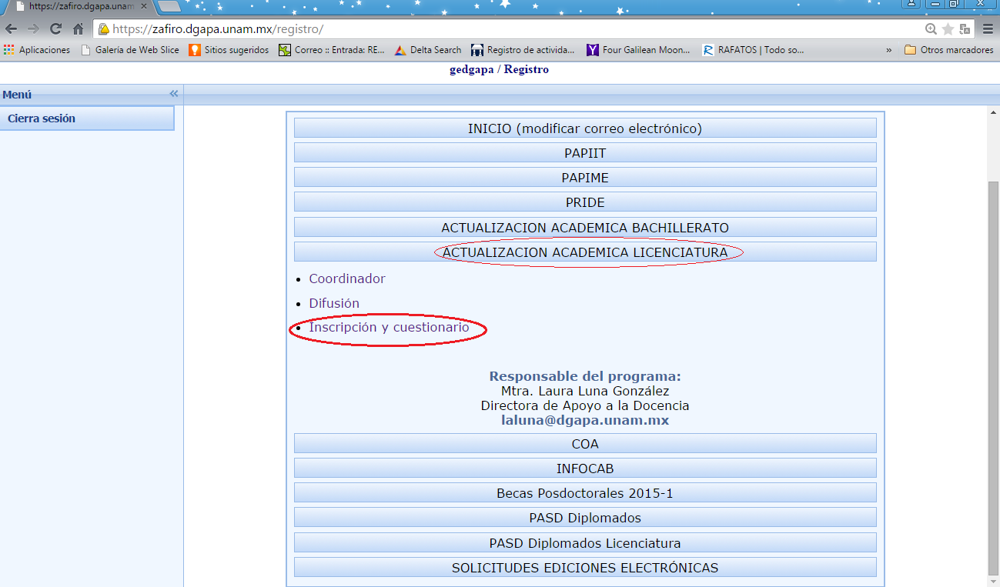 https://zafiro.dgapa.unam
https://zafiro.dgapa.unam.mx/registro/
Aplicaciones Galería de Web Slice Sitios sugeridos Correo :: Entrada: RE... Delta Search Registro de activida... Four Galilean Moon... RAFATOS | Todo so... » Otros marcadores
gedgapa / Registro
Menú «
Cierra sesión
INICIO (modificar correo electrónico)
PAPIIT
PAPIME
PRIDE
ACTUALIZACION ACADEMICA BACHILLERATO
ACTUALIZACION ACADEMICA LICENCIATURA
• Coordinador
• Difusión
• Inscripción y cuestionario
Responsable del programa:
Mtra. Laura Luna González
Directora de Apoyo a la Docencia
laluna@dgapa.unam.mx
COA
INFOCAB
Becas Posdoctorales 2015-1
PASD Diplomados
PASD Diplomados Licenciatura
SOLICITUDES EDICIONES ELECTRÓNICAS